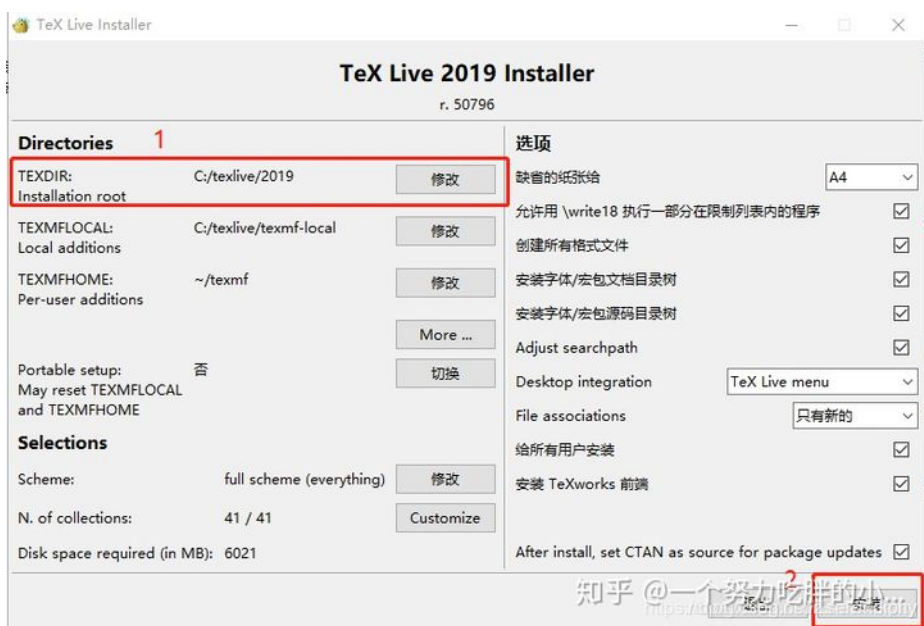 TeX Live Installer
TeX Live 2019 Installer
r. 50796
Directories 1
TEXDIR: C:/texlive/2019 修改
Installation root
TEXMFLOCAL: C:/texlive/texmf-local 修改
Local additions
TEXMFHOME: ~/texmf 修改
Per-user additions
More ...
Portable setup: 否 切换
May reset TEXMFLOCAL
and TEXMFHOME
Selections
Scheme: full scheme (everything) 修改
N. of collections: 41 / 41 Customize
Disk space required (in MB): 6021
选项
缺省的纸张给 A4
允许用 \write18 执行一部分在限制列表内的程序
创建所有格式文件
安装字体/宏包文档目录树
安装字体/宏包源码目录树
Adjust searchpath
Desktop integration TeX Live menu
File associations 只有新的
给所有用户安装
安装 TeXworks 前端
After install, set CTAN as source for package updates
2
知乎 @一个努力吃胖的小...